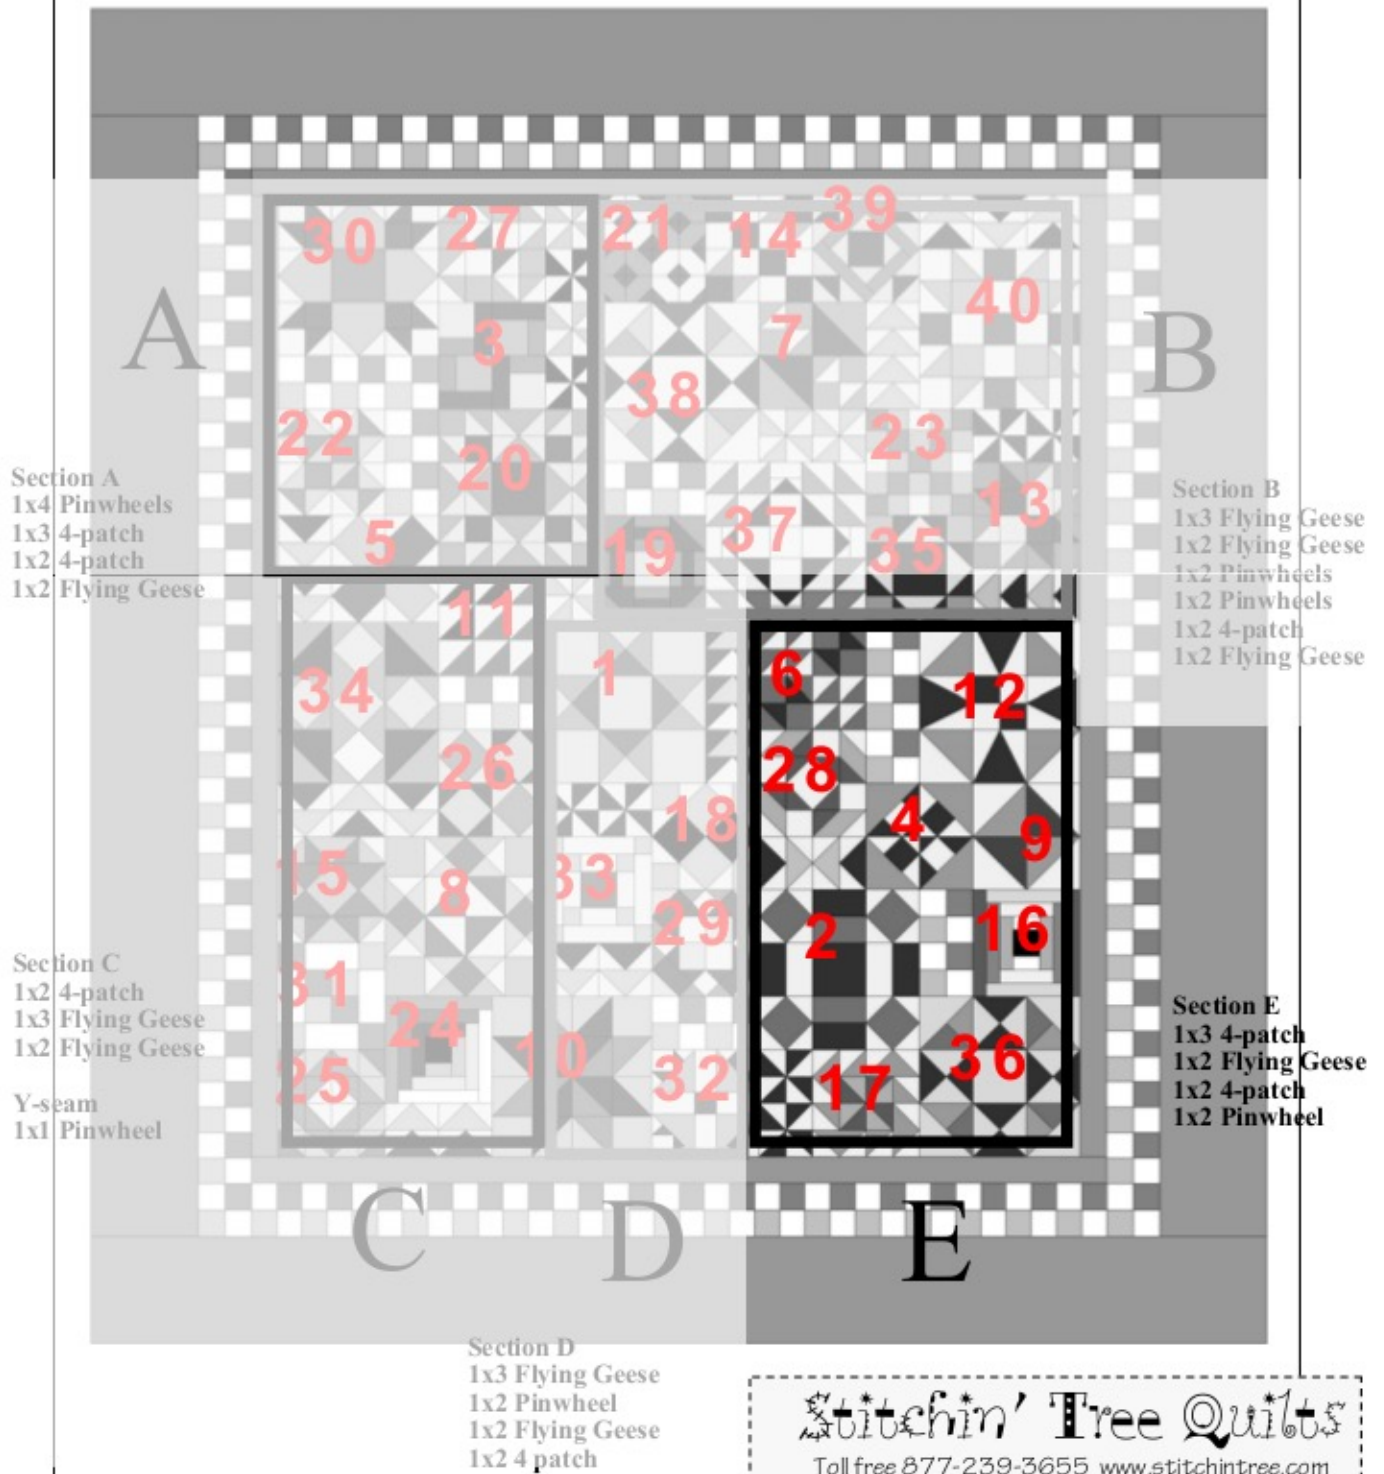 39
30 27 21 14
40
A
3
7
B
38
22
23
20
13
37
5
19
35
Section A
1x4 Pinwheels
1x3 4-patch
1x2 4-patch
1x2 Flying Geese
Section B
1x3 Flying Geese
1x2 Flying Geese
1x2 Pinwheels
1x2 Pinwheels
1x2 4-patch
1x2 Flying Geese
11
34
1
6
12
26
28
18
4
9
15
8
33
29
2
16
31
24
10
25
32
17
36
Section C
1x2 4-patch
1x3 Flying Geese
1x2 Flying Geese
Y-seam
1x1 Pinwheel
Section E
1x3 4-patch
1x2 Flying Geese
1x2 4-patch
1x2 Pinwheel
C
D
E
Section D
1x3 Flying Geese
1x2 Pinwheel
1x2 Flying Geese
1x2 4 patch
Stitchin' Tree Quilts
Toll free 877-239-3655 www.stitchintree.com